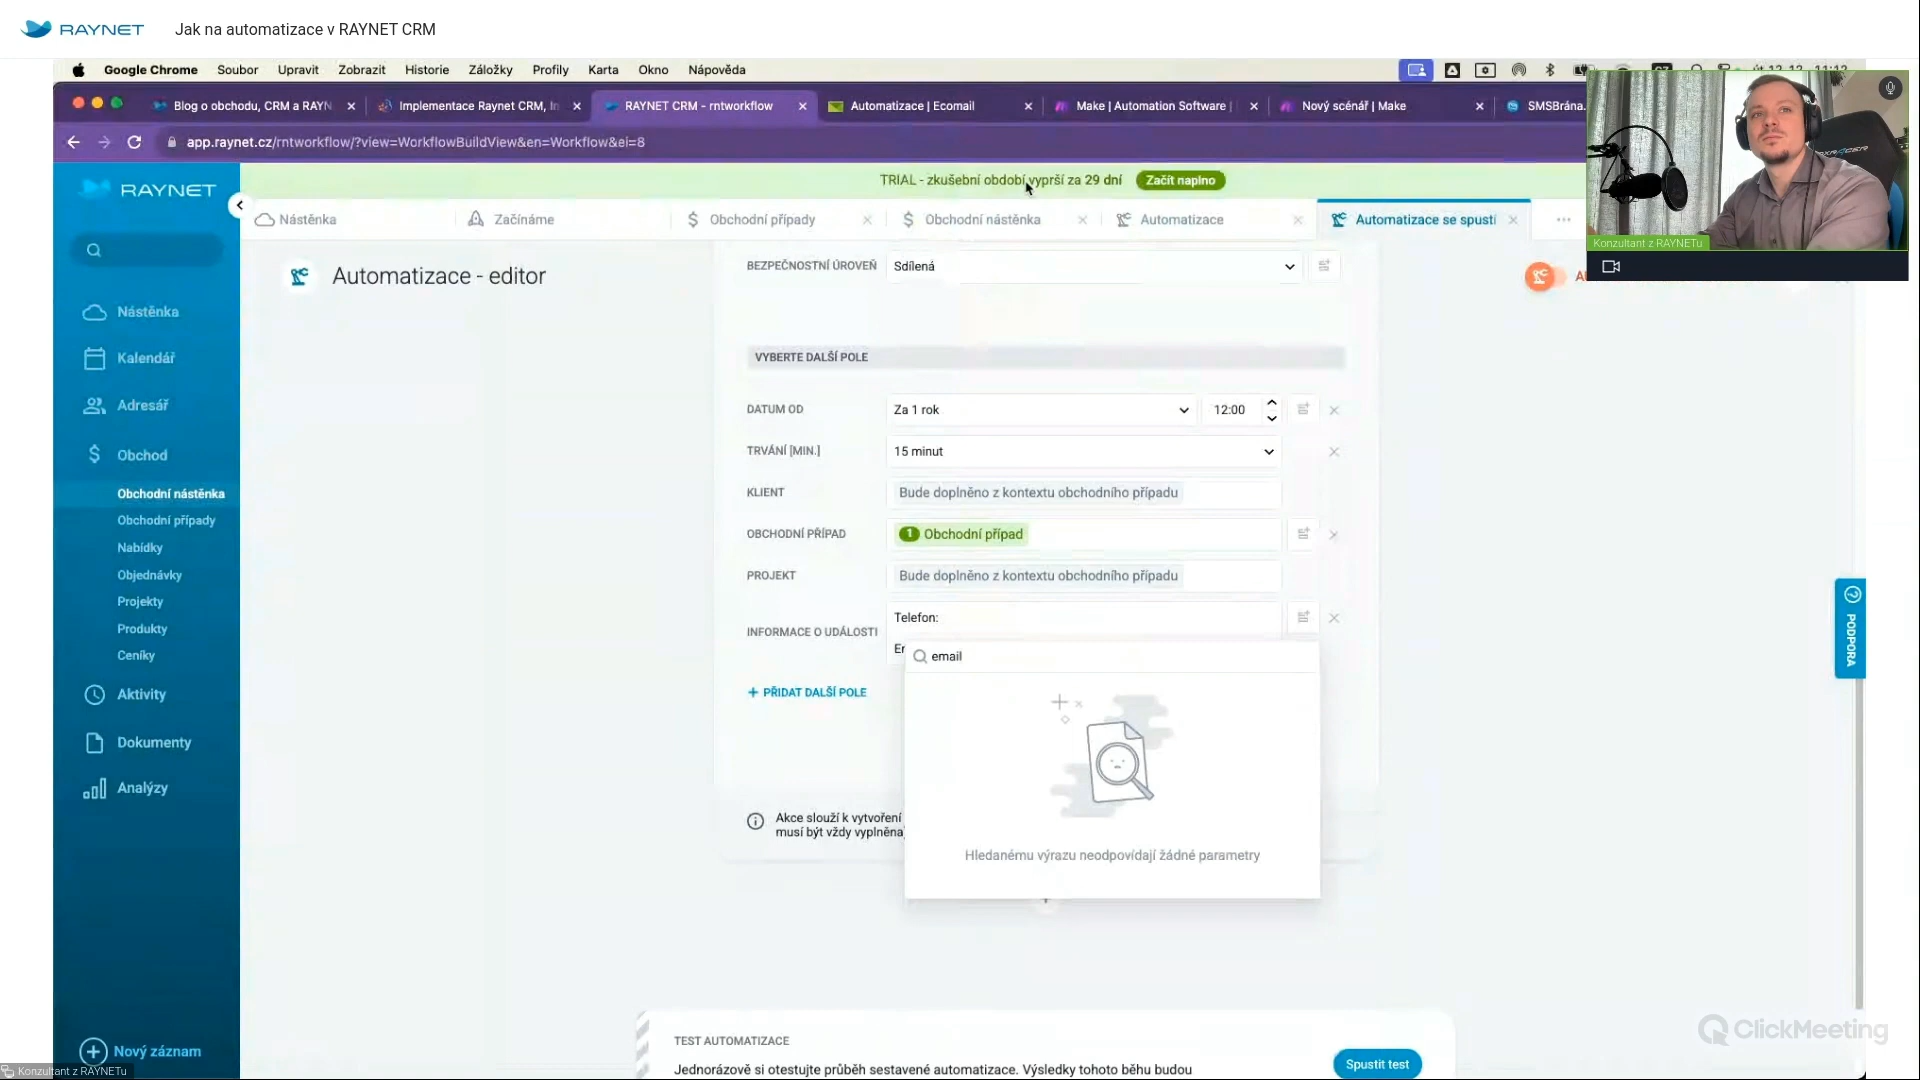 RAYNET
Jak na automatizace v RAYNET CRM
Google Chrome Soubor Upravit Zobrazit Historie Záložky Profily Karta Okno Nápověda
Blog o obchodu, CRM a RAYN
Implementace Raynet CRM, In
RAYNET CRM - rntworkflow
Automatizace | Ecomail
Make | Automation Software |
Nový scénář | Make
SMSBrána.
app.raynet.cz/rntworkflow/?view=WorkflowBuildView&en=Workflow&ei=8
Konzultant z RAYNETu
RAYNET
TRIAL - zkušební období vyprší za 29 dní
Začít naplno
Nástěnka
Začínáme
Obchodní případy
Obchodní nástěnka
Automatizace
Automatizace se spustí
Automatizace - editor
Nástěnka
Kalendář
Adresář
Obchod
Obchodní nástěnka
Obchodní případy
Nabídky
Objednávky
Projekty
Produkty
Ceníky
Aktivity
Dokumenty
Analýzy
Nový záznam
Konzultant z RAYNETu
BEZPEČNOSTNÍ ÚROVEŇ Sdílená
VYBERTE DALŠÍ POLE
DATUM OD Za 1 rok 12:00
TRVÁNÍ [MIN.] 15 minut
KLIENT Bude doplněno z kontextu obchodního případu
OBCHODNÍ PŘÍPAD 1 Obchodní případ
PROJEKT Bude doplněno z kontextu obchodního případu
INFORMACE O UDÁLOSTI Telefon:
email
+ PŘIDAT DALŠÍ POLE
Hledanému výrazu neodpovídají žádné parametry
Akce slouží k vytvoření
musí být vždy vyplněna
TEST AUTOMATIZACE
Jednorázově si otestujte průběh sestavené automatizace. Výsledky tohoto běhu budou
Spustit test
PODPORA
ClickMeeting